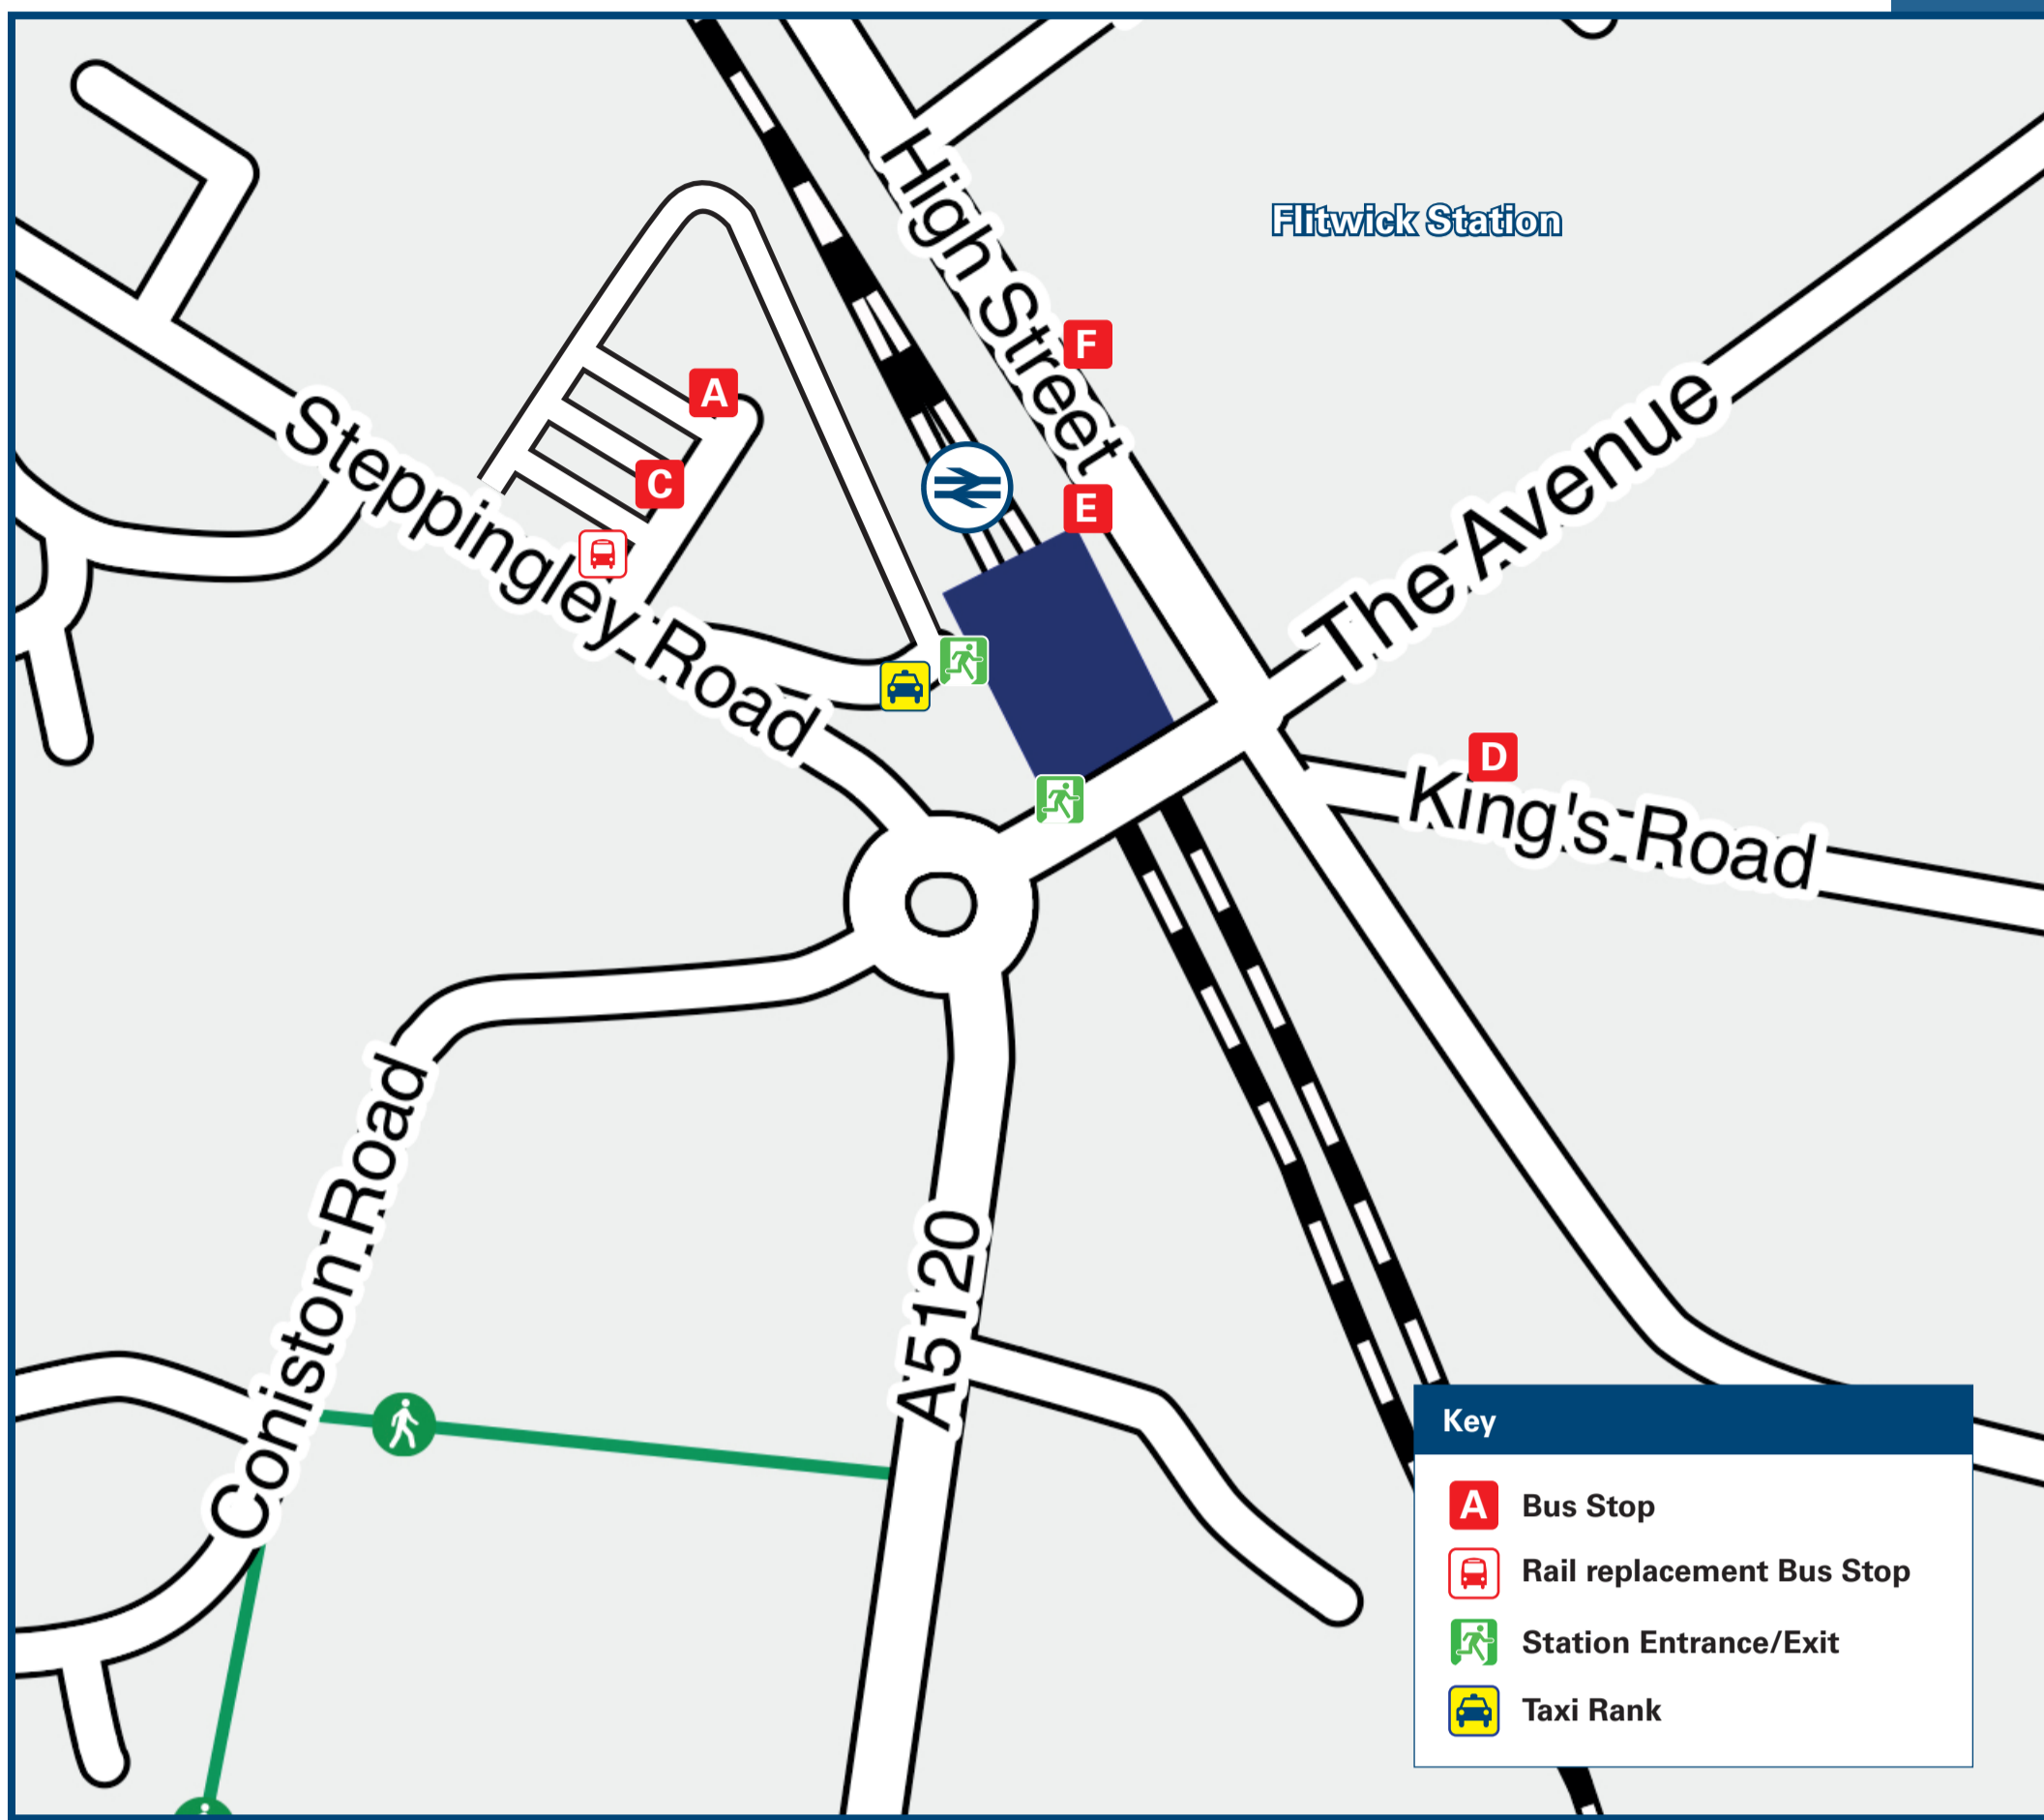 High Street
Flitwick Station
F
A
Steppingley Road
C
E
The Avenue
D
King's Road
Coniston Road
A5120
Key
A Bus Stop
Rail replacement Bus Stop
Station Entrance/Exit
Taxi Rank